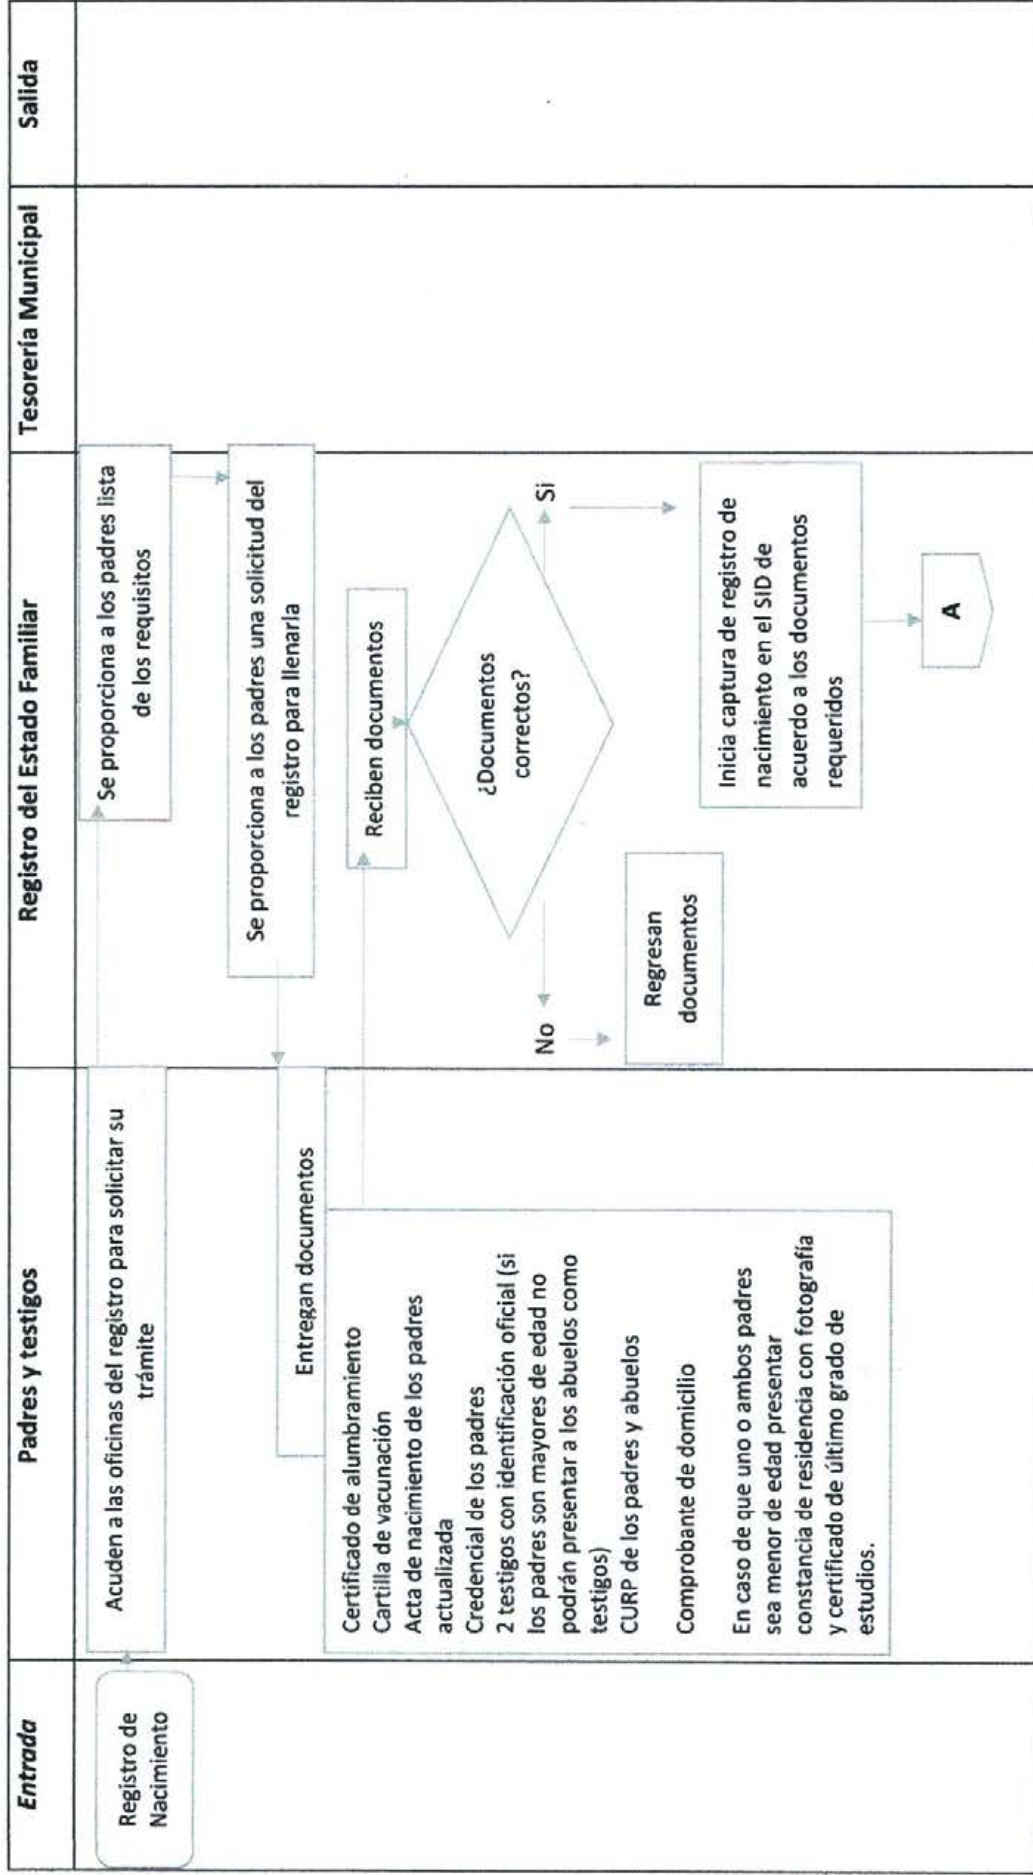 Entrada
Padres y testigos
Registro del Estado Familiar
Tesorería Municipal
Salida
Registro de
Nacimiento
Acuden a las oficinas del registro para solicitar su
trámite
Se proporciona a los padres lista
de los requisitos
Se proporciona a los padres una solicitud del
registro para llenarla
Entregan documentos
Certificado de alumbramiento
Cartilla de vacunación
Acta de nacimiento de los padres
actualizada
Credencial de los padres
2 testigos con identificación oficial (si
los padres son mayores de edad no
podrán presentar a los abuelos como
testigos)
CURP de los padres y abuelos
Comprobante de domicilio
En caso de que uno o ambos padres
sea menor de edad presentar
constancia de residencia con fotografía
y certificado de último grado de
estudios.
Reciben documentos
¿Documentos
correctos?
No
Si
Regresan
documentos
Inicia captura de registro de
nacimiento en el SID de
acuerdo a los documentos
requeridos
A